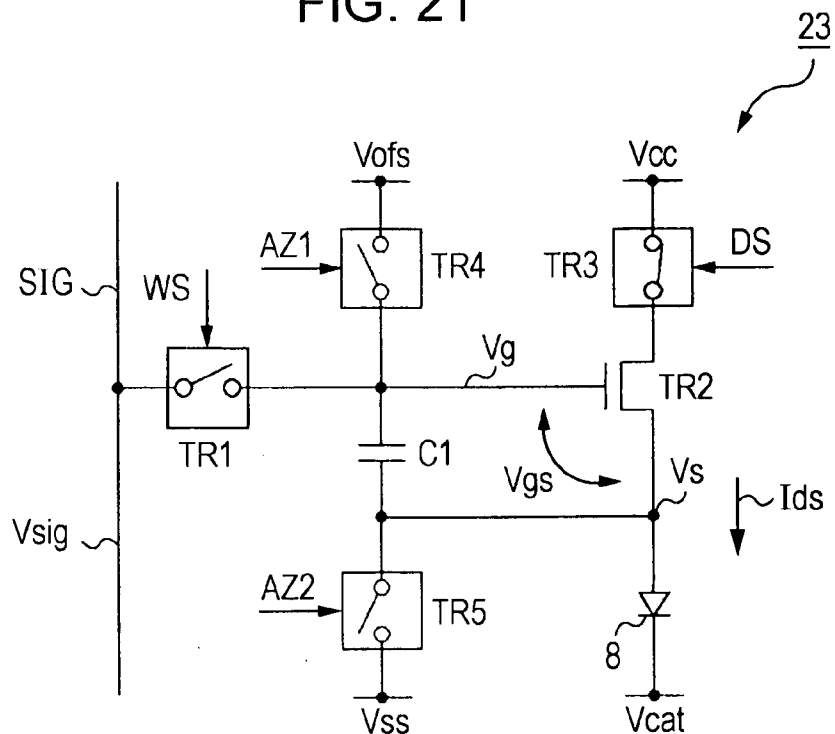 FIG. 21
23
Vofs
Vcc
AZ1
TR4
TR3
DS
SIG
WS
Vg
TR2
TR1
C1
Vgs
Vs
Ids
Vsig
AZ2
TR5
8
Vss
Vcat